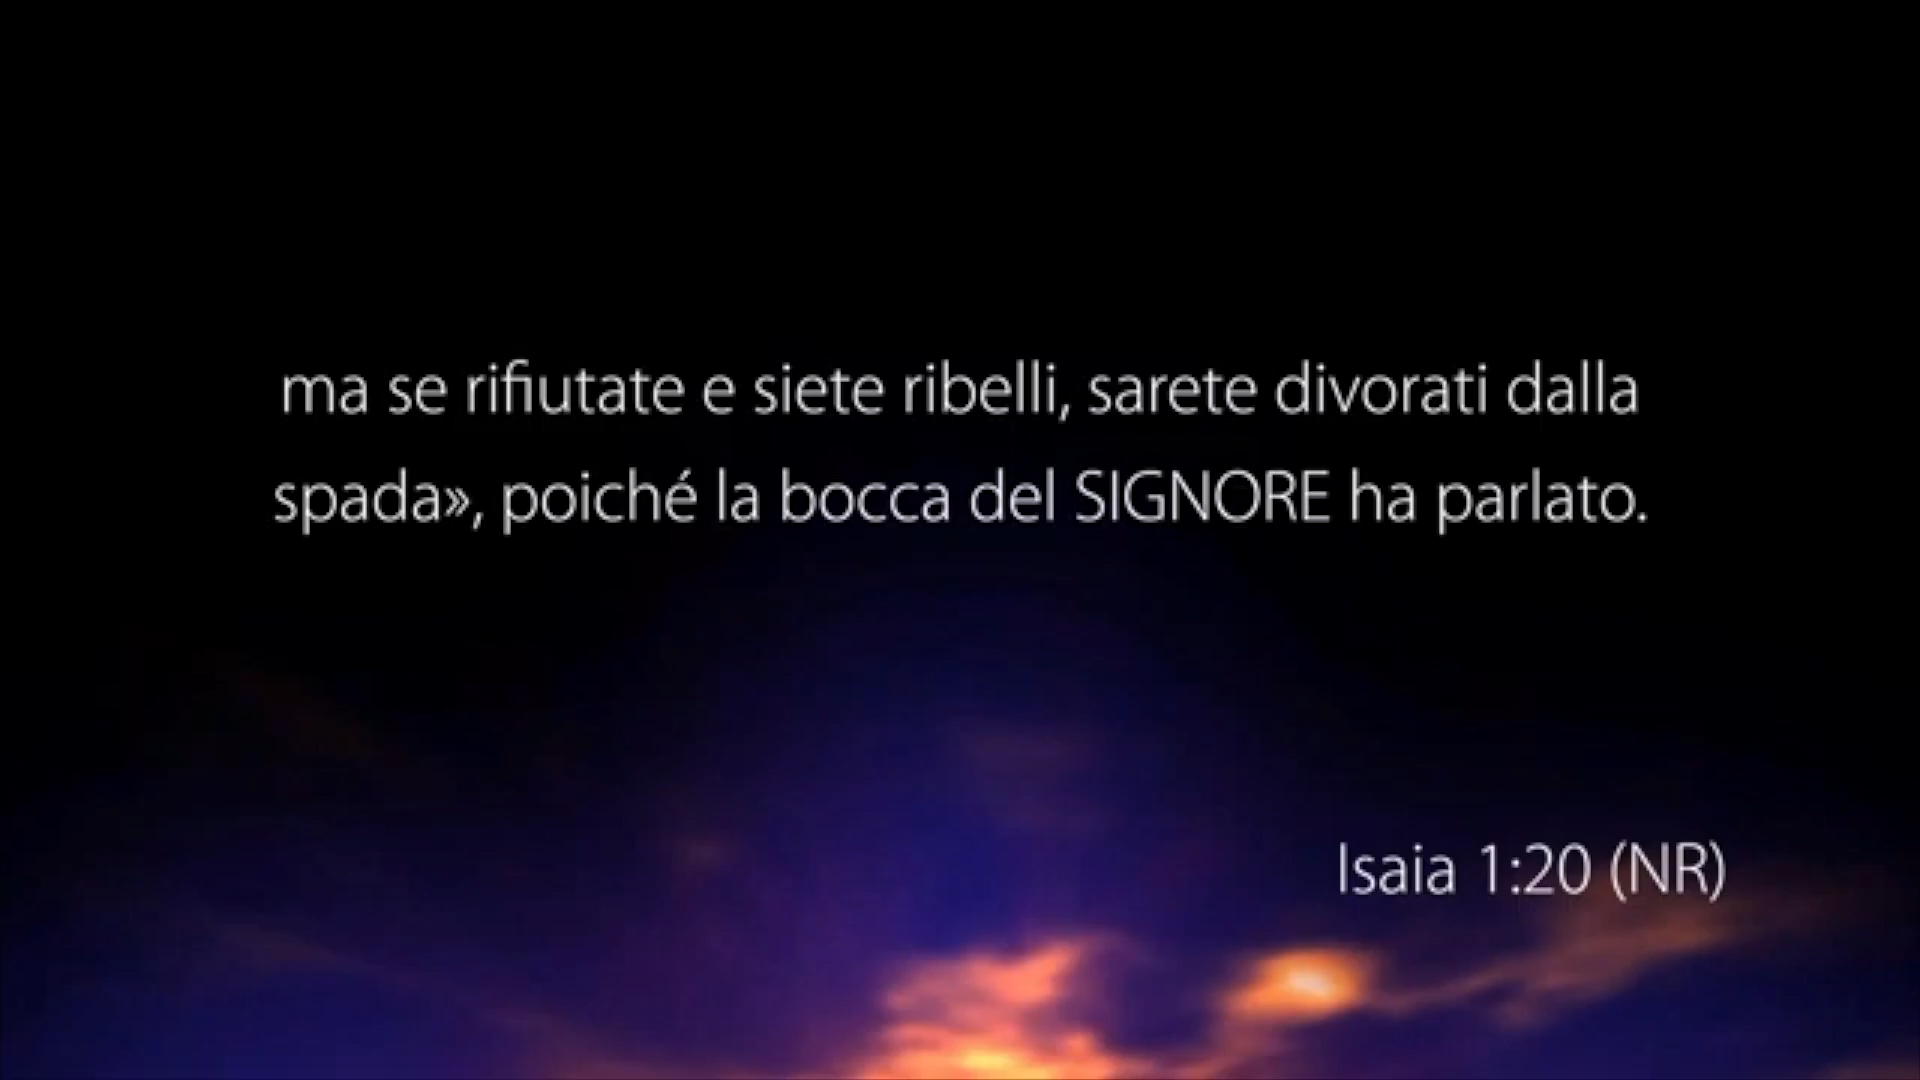 ma se rifiutate e siete ribelli, sarete divorati dalla
spada», poiché la bocca del SIGNORE ha parlato.
Isaia 1:20 (NR)